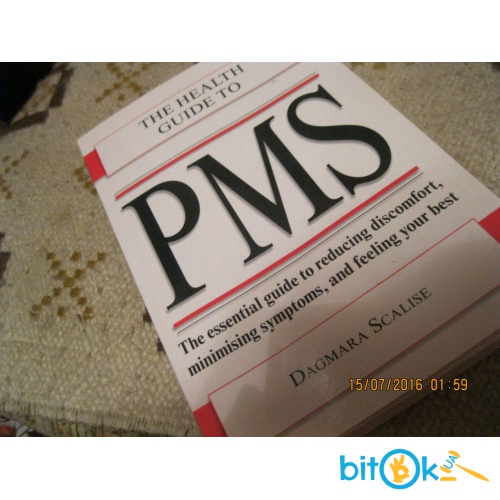 THE HEALTH
GUIDE TO
PMS
The essential guide to reducing discomfort,
minimising symptoms, and feeling your best
DAGMARA SCALISE
15/07/2016 01:59
bitOk
UA